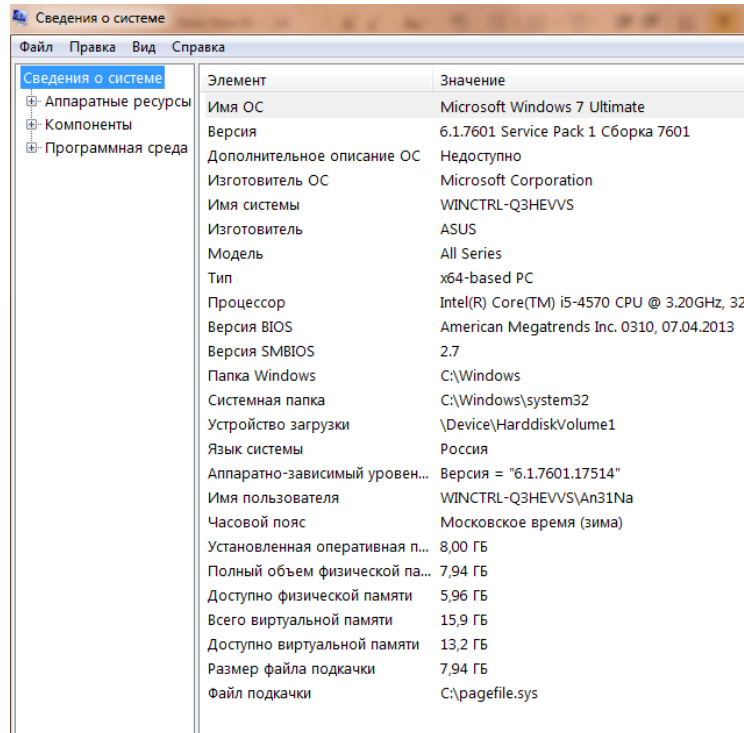 Сведения о системе
Файл Правка Вид Справка
Сведения о системе
Аппаратные ресурсы
Компоненты
Программная среда
Элемент Значение
Имя ОС Microsoft Windows 7 Ultimate
Версия 6.1.7601 Service Pack 1 Сборка 7601
Дополнительное описание ОС Недоступно
Изготовитель ОС Microsoft Corporation
Имя системы WINCTRL-Q3HEVVS
Изготовитель ASUS
Модель All Series
Тип x64-based PC
Процессор Intel(R) Core(TM) i5-4570 CPU @ 3.20GHz, 32
Версия BIOS American Megatrends Inc. 0310, 07.04.2013
Версия SMBIOS 2.7
Папка Windows C:\Windows
Системная папка C:\Windows\system32
Устройство загрузки \Device\HarddiskVolume1
Язык системы Россия
Аппаратно-зависимый уровен... Версия = "6.1.7601.17514"
Имя пользователя WINCTRL-Q3HEVVS\An31Na
Часовой пояс Московское время (зима)
Установленная оперативная п... 8,00 ГБ
Полный объем физической па... 7,94 ГБ
Доступно физической памяти 5,96 ГБ
Всего виртуальной памяти 15,9 ГБ
Доступно виртуальной памяти 13,2 ГБ
Размер файла подкачки 7,94 ГБ
Файл подкачки C:\pagefile.sys